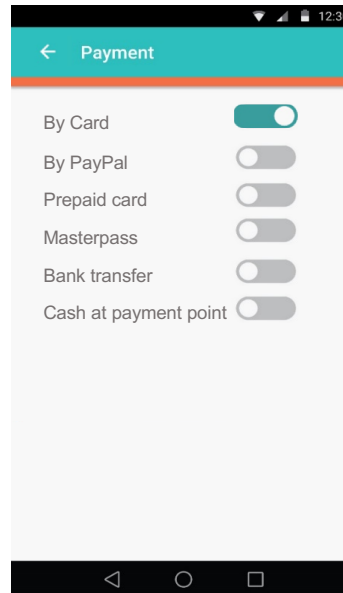 12:3
Payment
By Card
By PayPal
Prepaid card
Masterpass
Bank transfer
Cash at payment point